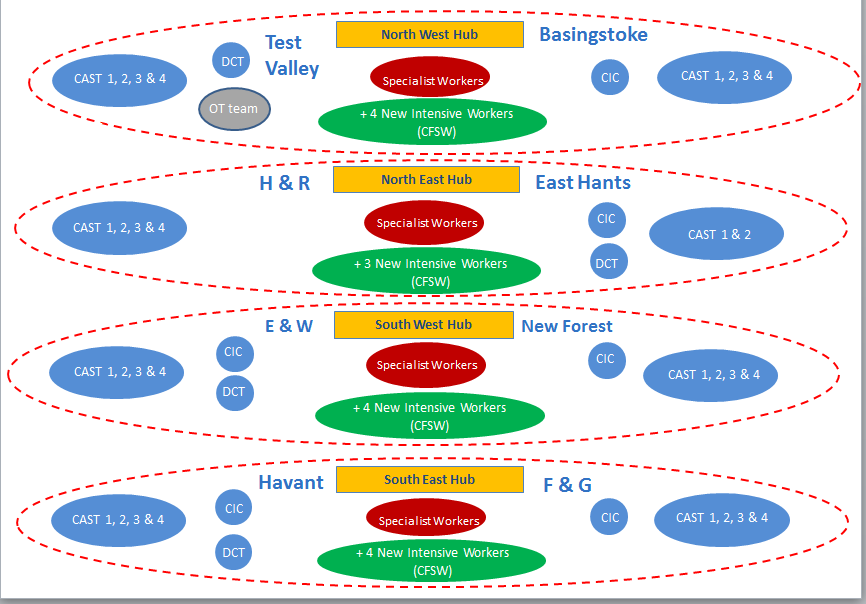 Test
Valley
North West Hub
Basingstoke
CAST 1, 2, 3 & 4
DCT
OT team
Specialist Workers
CIC
CAST 1, 2, 3 & 4
+ 4 New Intensive Workers
(CFSW)
H & R
North East Hub
East Hants
CAST 1, 2, 3 & 4
Specialist Workers
CIC
DCT
CAST 1 & 2
+ 3 New Intensive Workers
(CFSW)
E & W
South West Hub
New Forest
CAST 1, 2, 3 & 4
CIC
DCT
Specialist Workers
CIC
CAST 1, 2, 3 & 4
+ 4 New Intensive Workers
(CFSW)
Havant
South East Hub
F & G
CAST 1, 2, 3 & 4
CIC
DCT
Specialist Workers
CIC
CAST 1, 2, 3 & 4
+ 4 New Intensive Workers
(CFSW)